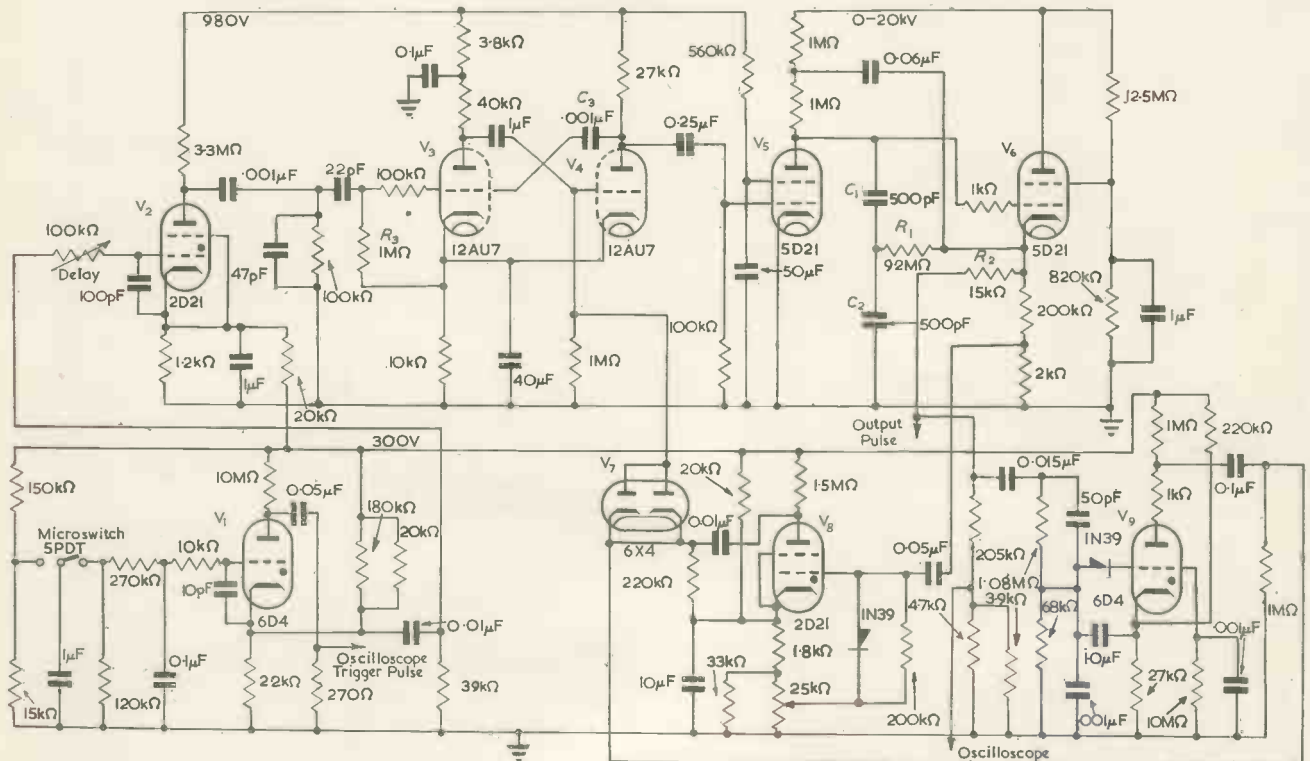 980V
0-20kV
3·8kΩ
0·1μF
27kΩ
560kΩ
1MΩ
0·06μF
12·5MΩ
40kΩ
C3
·001μF
1μF
0·25μF
1MΩ
3·3MΩ
·001μF
22pF
V3
V4
V5
V6
100kΩ
V2
C1
500pF
1kΩ
100kΩ
Delay
R3
1MΩ
12AU7
12AU7
5D21
5D21
R1
92MΩ
R2
15kΩ
100pF
2D21
47pF
100kΩ
50μF
820kΩ
C2
500pF
200kΩ
1μF
1·2kΩ
1μF
20kΩ
10kΩ
40μF
1MΩ
100kΩ
2kΩ
Output
Pulse
300V
1MΩ
220kΩ
150kΩ
10MΩ
0·05μF
V7
20kΩ
1·5MΩ
0·015μF
0·1μF
180kΩ
20kΩ
V1
Microswitch
SPDT
10kΩ
270kΩ
10pF
6D4
6X4
0·01μF
V8
50pF
1kΩ
V9
1N39
205kΩ
1·08MΩ
0·05μF
220kΩ
2D21
1N39
47kΩ
39kΩ
68kΩ
6D4
1MΩ
0·01μF
1μF
0·1μF
Oscilloscope
Trigger Pulse
1·8kΩ
1·0μF
·001μF
15kΩ
120kΩ
22kΩ
270Ω
39kΩ
10μF
33kΩ
25kΩ
200kΩ
·001μF
27kΩ
10MΩ
Oscilloscope